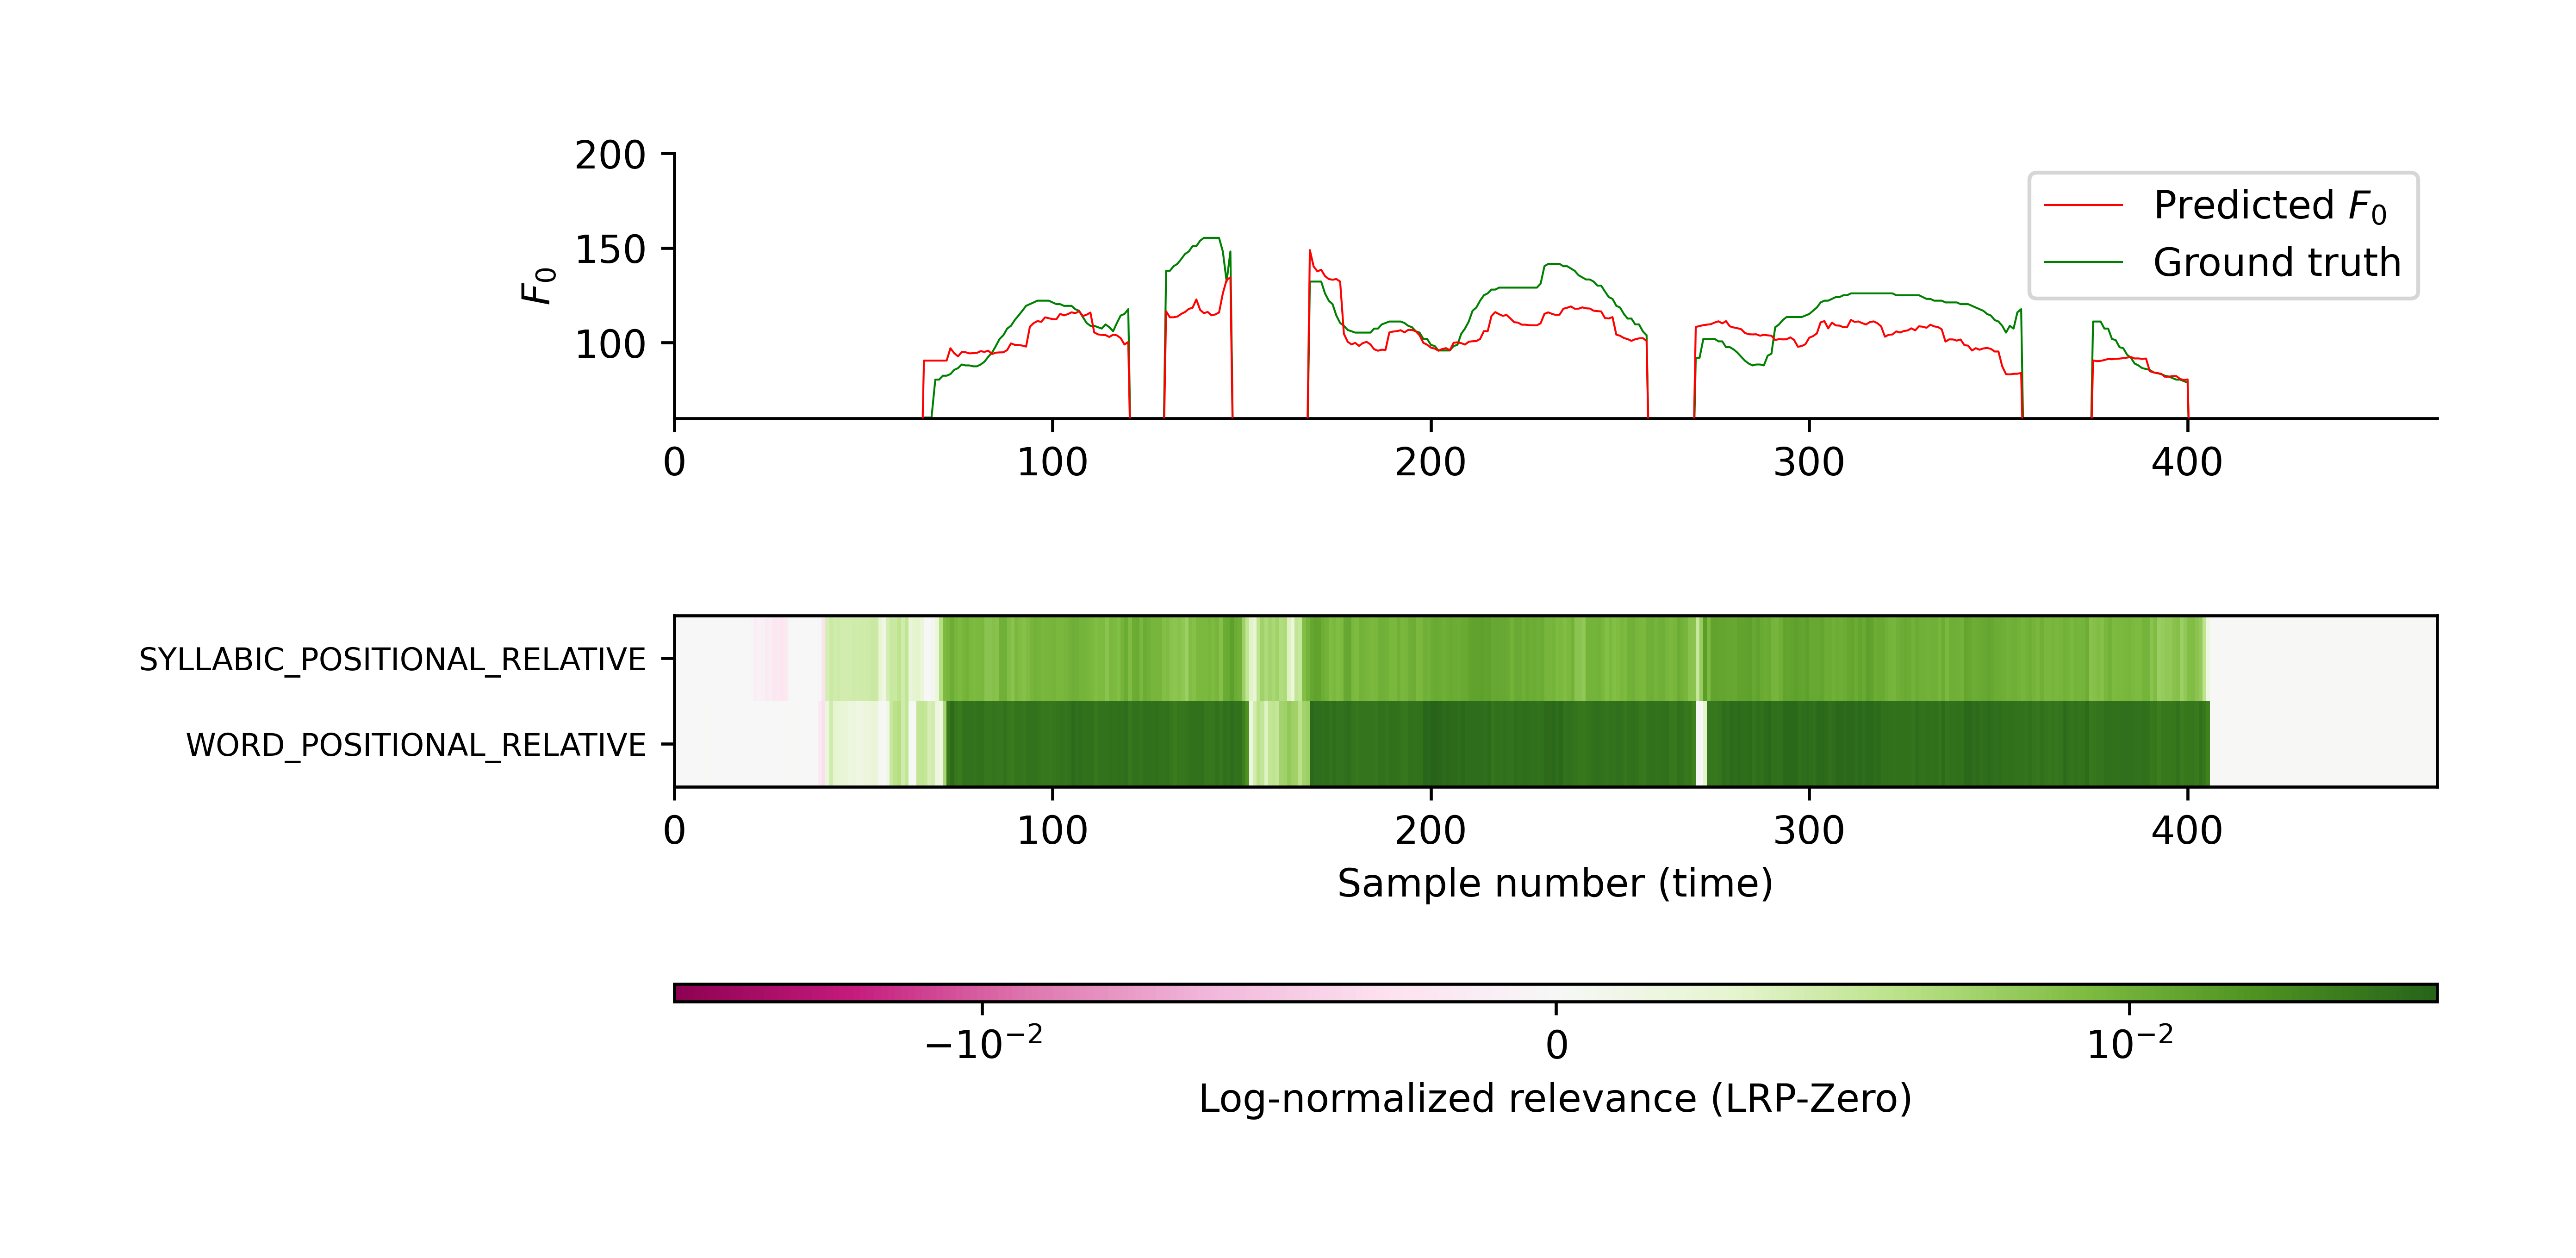 200
150
100
F0
Predicted F0
Ground truth
0 100 200 300 400
SYLLABIC_POSITIONAL_RELATIVE
WORD_POSITIONAL_RELATIVE
0 100 200 300 400
Sample number (time)
−10⁻² 0 10⁻²
Log-normalized relevance (LRP-Zero)